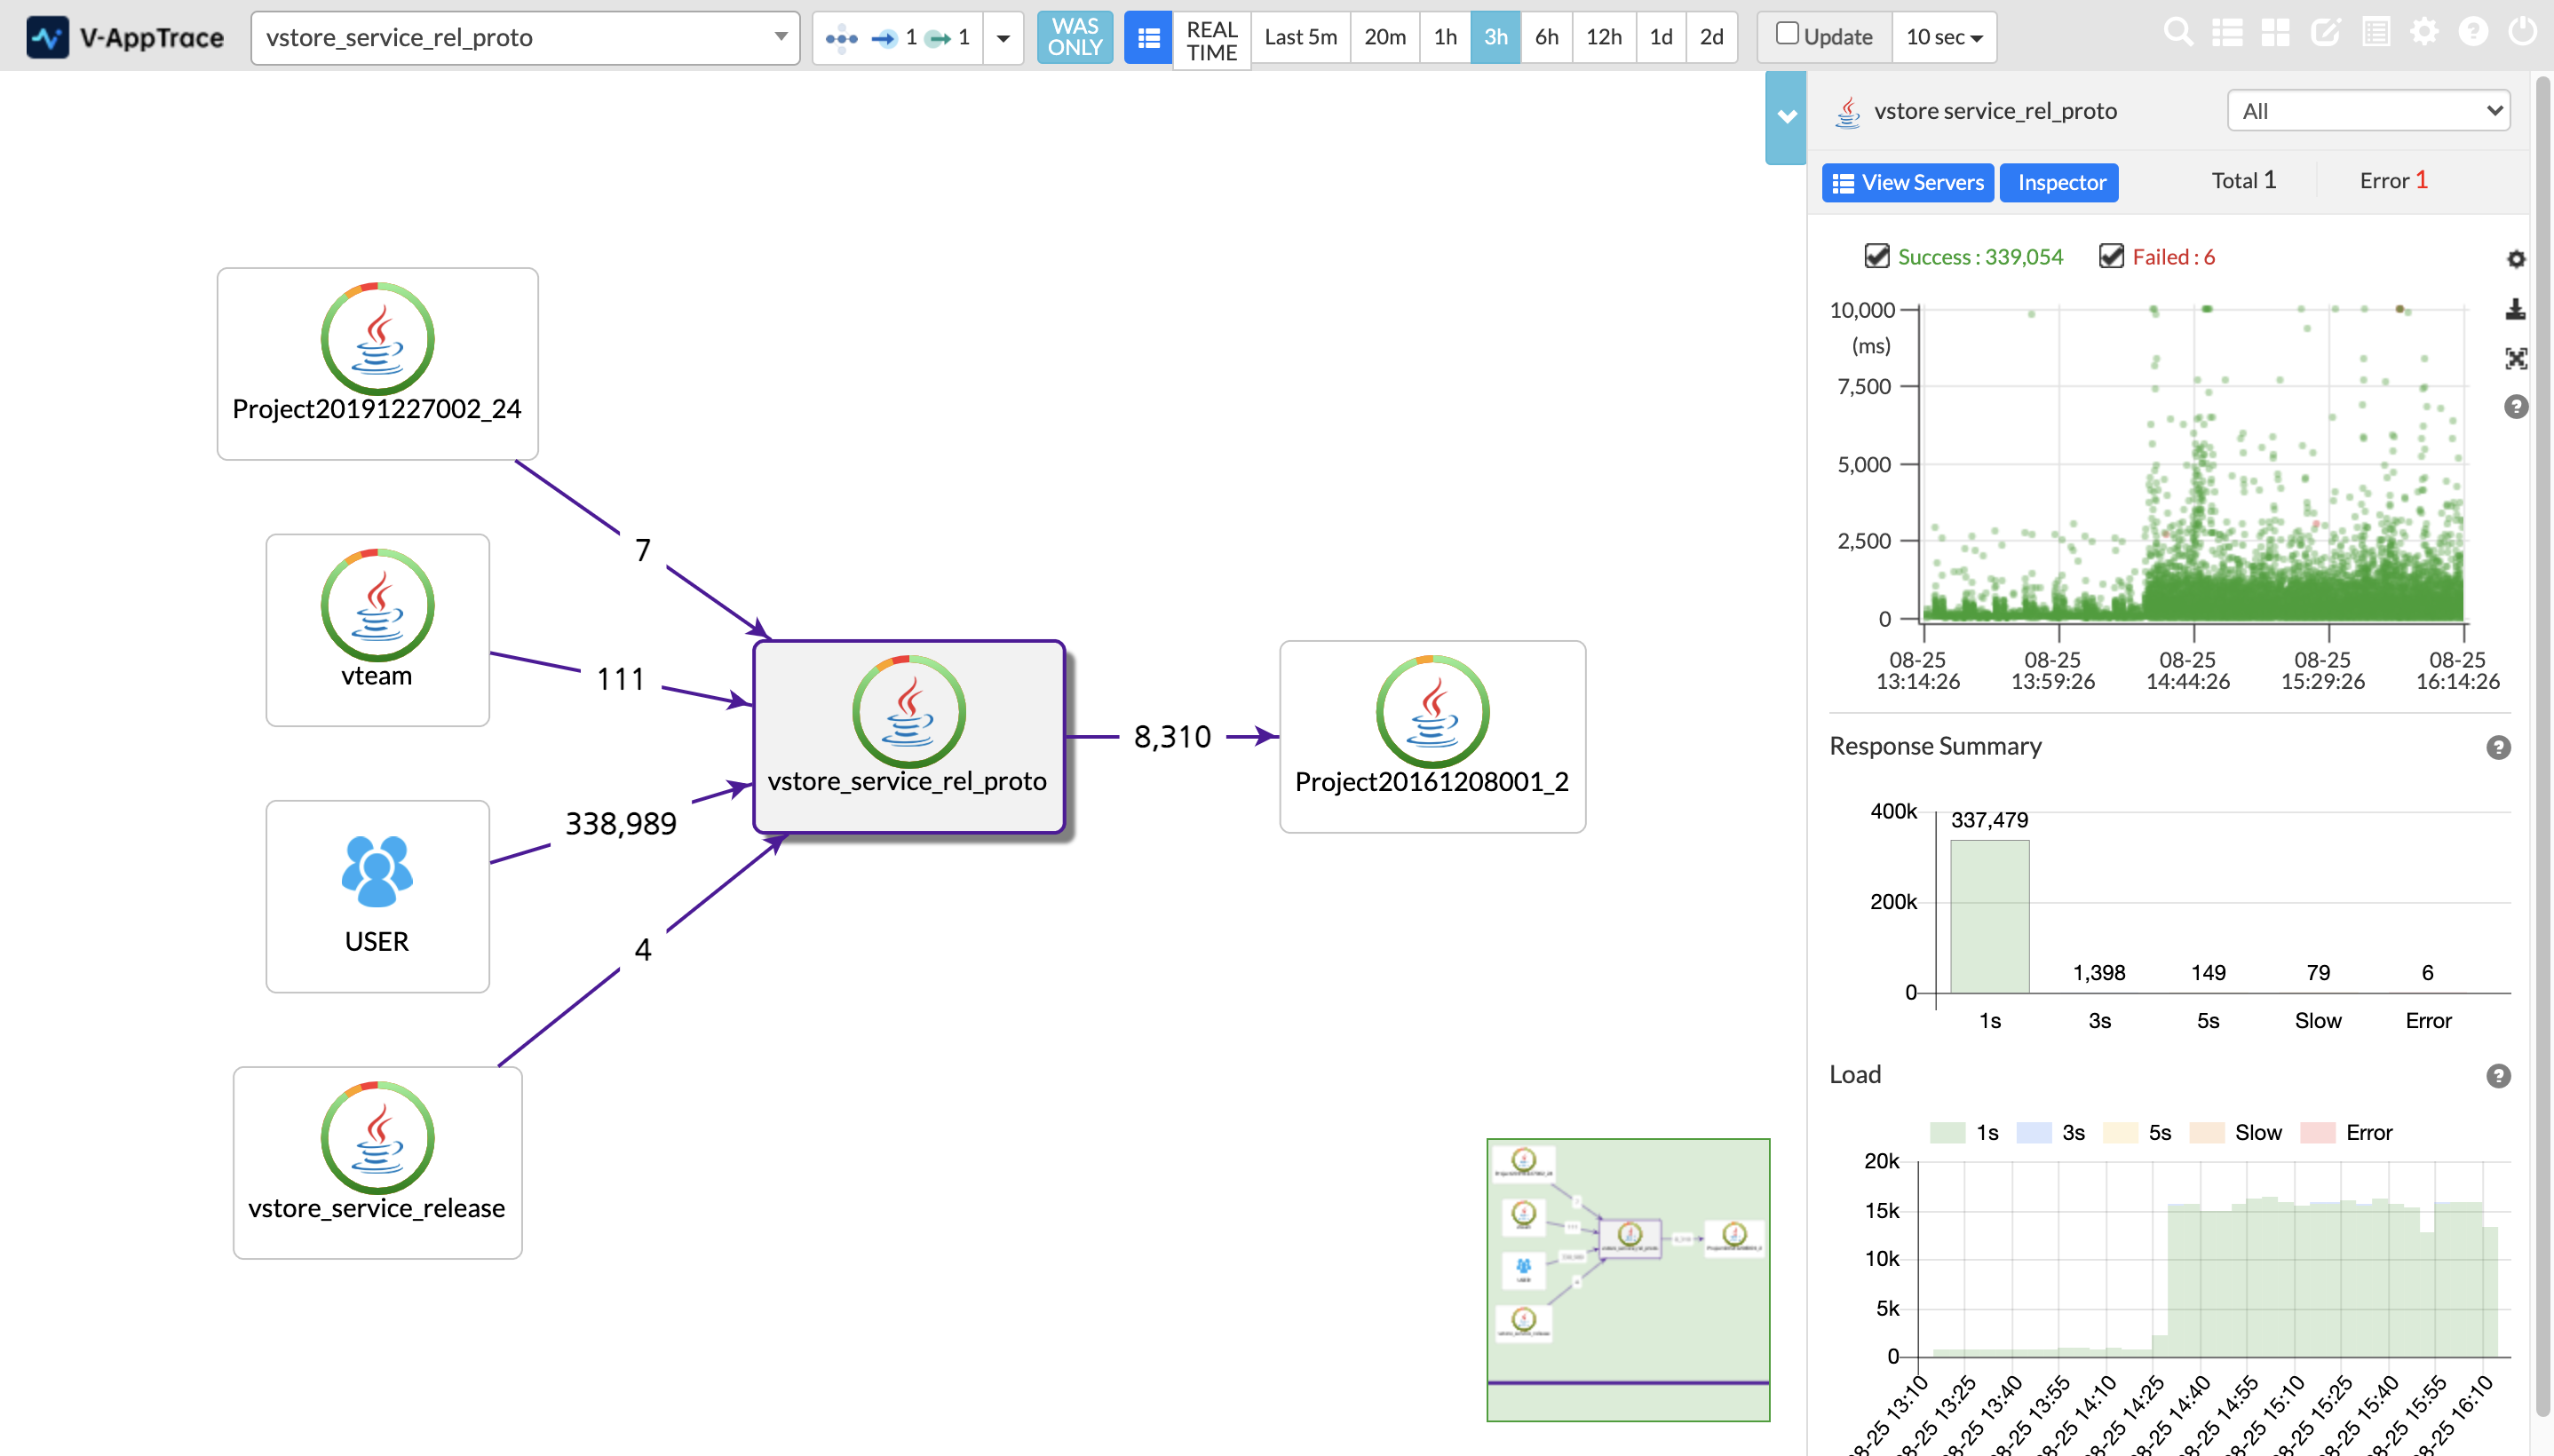 V-AppTrace
vstore_service_rel_proto
1 1
WAS ONLY
REAL TIME
Last 5m
20m
1h
3h
6h
12h
1d
2d
Update
10 sec
Project20191227002_24
7
vteam
111
vstore_service_rel_proto
8,310
Project20161208001_2
338,989
USER
4
vstore_service_release
vstore service_rel_proto
All
View Servers
Inspector
Total 1
Error 1
Success : 339,054
Failed : 6
10,000
(ms)
7,500
5,000
2,500
0
08-25 13:14:26
08-25 13:59:26
08-25 14:44:26
08-25 15:29:26
08-25 16:14:26
Response Summary
400k
200k
0
337,479
1,398
149
79
6
1s
3s
5s
Slow
Error
Load
1s
3s
5s
Slow
Error
20k
15k
10k
5k
0
08-25 13:10
8-25 13:25
8-25 13:40
8-25 13:55
8-25 14:10
8-25 14:25
8-25 14:40
8-25 14:55
8-25 15:10
8-25 15:25
8-25 15:40
8-25 15:55
8-25 16:10